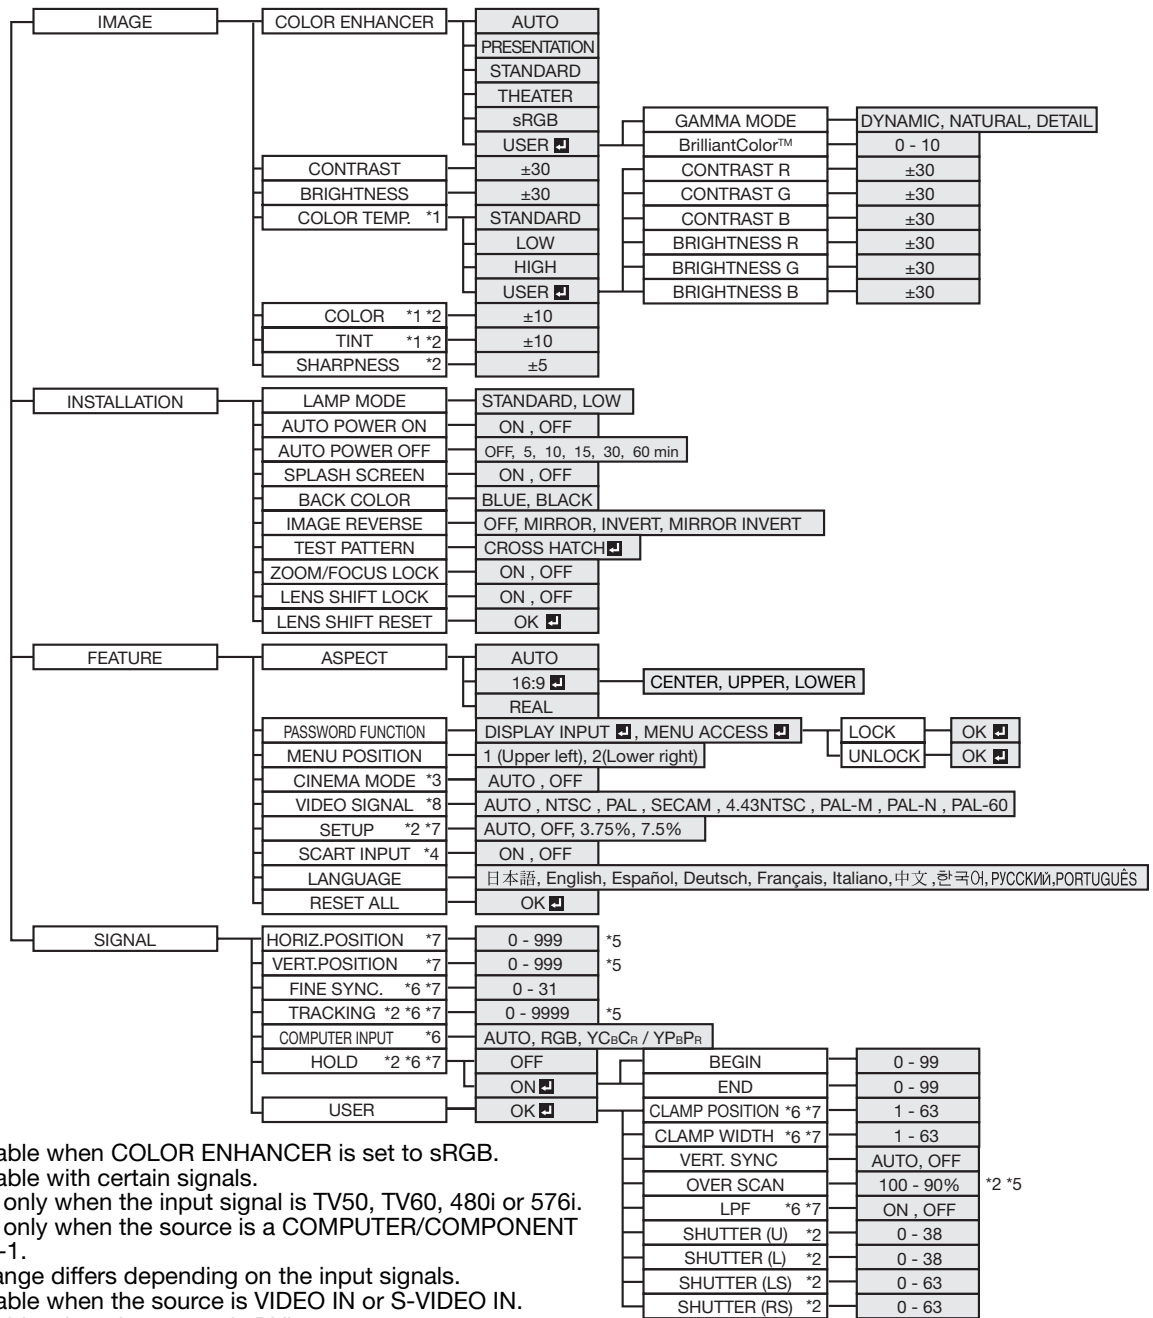 IMAGE COLOR ENHANCER AUTO
PRESENTATION
STANDARD
THEATER
sRGB GAMMA MODE DYNAMIC, NATURAL, DETAIL
USER BrilliantColor™ 0 - 10
CONTRAST ±30 CONTRAST R ±30
BRIGHTNESS ±30 CONTRAST G ±30
COLOR TEMP. *1 STANDARD CONTRAST B ±30
LOW BRIGHTNESS R ±30
HIGH BRIGHTNESS G ±30
USER BRIGHTNESS B ±30
COLOR *1 *2 ±10
TINT *1 *2 ±10
SHARPNESS *2 ±5
INSTALLATION LAMP MODE STANDARD, LOW
AUTO POWER ON ON , OFF
AUTO POWER OFF OFF, 5, 10, 15, 30, 60 min
SPLASH SCREEN ON , OFF
BACK COLOR BLUE, BLACK
IMAGE REVERSE OFF, MIRROR, INVERT, MIRROR INVERT
TEST PATTERN CROSS HATCH
ZOOM/FOCUS LOCK ON , OFF
LENS SHIFT LOCK ON , OFF
LENS SHIFT RESET OK
FEATURE ASPECT AUTO
16:9 CENTER, UPPER, LOWER
REAL
PASSWORD FUNCTION DISPLAY INPUT , MENU ACCESS LOCK OK
MENU POSITION 1 (Upper left), 2(Lower right) UNLOCK OK
CINEMA MODE *3 AUTO , OFF
VIDEO SIGNAL *8 AUTO , NTSC , PAL , SECAM , 4.43NTSC , PAL-M , PAL-N , PAL-60
SETUP *2 *7 AUTO, OFF, 3.75%, 7.5%
SCART INPUT *4 ON , OFF
LANGUAGE 日本語, English, Español, Deutsch, Français, Italiano,中文 ,한국어,РУССКИЙ,PORTUGUÊS
RESET ALL OK
SIGNAL HORIZ.POSITION *7 0 - 999 *5
VERT.POSITION *7 0 - 999 *5
FINE SYNC. *6 *7 0 - 31
TRACKING *2 *6 *7 0 - 9999 *5
COMPUTER INPUT *6 AUTO, RGB, YCBCR / YPBPR
HOLD *2 *6 *7 OFF BEGIN 0 - 99
ON END 0 - 99
USER OK CLAMP POSITION *6 *7 1 - 63
CLAMP WIDTH *6 *7 1 - 63
VERT. SYNC AUTO, OFF
OVER SCAN 100 - 90% *2 *5
LPF *6 *7 ON , OFF
SHUTTER (U) *2 0 - 38
SHUTTER (L) *2 0 - 38
SHUTTER (LS) *2 0 - 63
SHUTTER (RS) *2 0 - 63
able when COLOR ENHANCER is set to sRGB.
able with certain signals.
only when the input signal is TV50, TV60, 480i or 576i.
only when the source is a COMPUTER/COMPONENT
-1.
ange differs depending on the input signals.
able when the source is VIDEO IN or S-VIDEO IN.